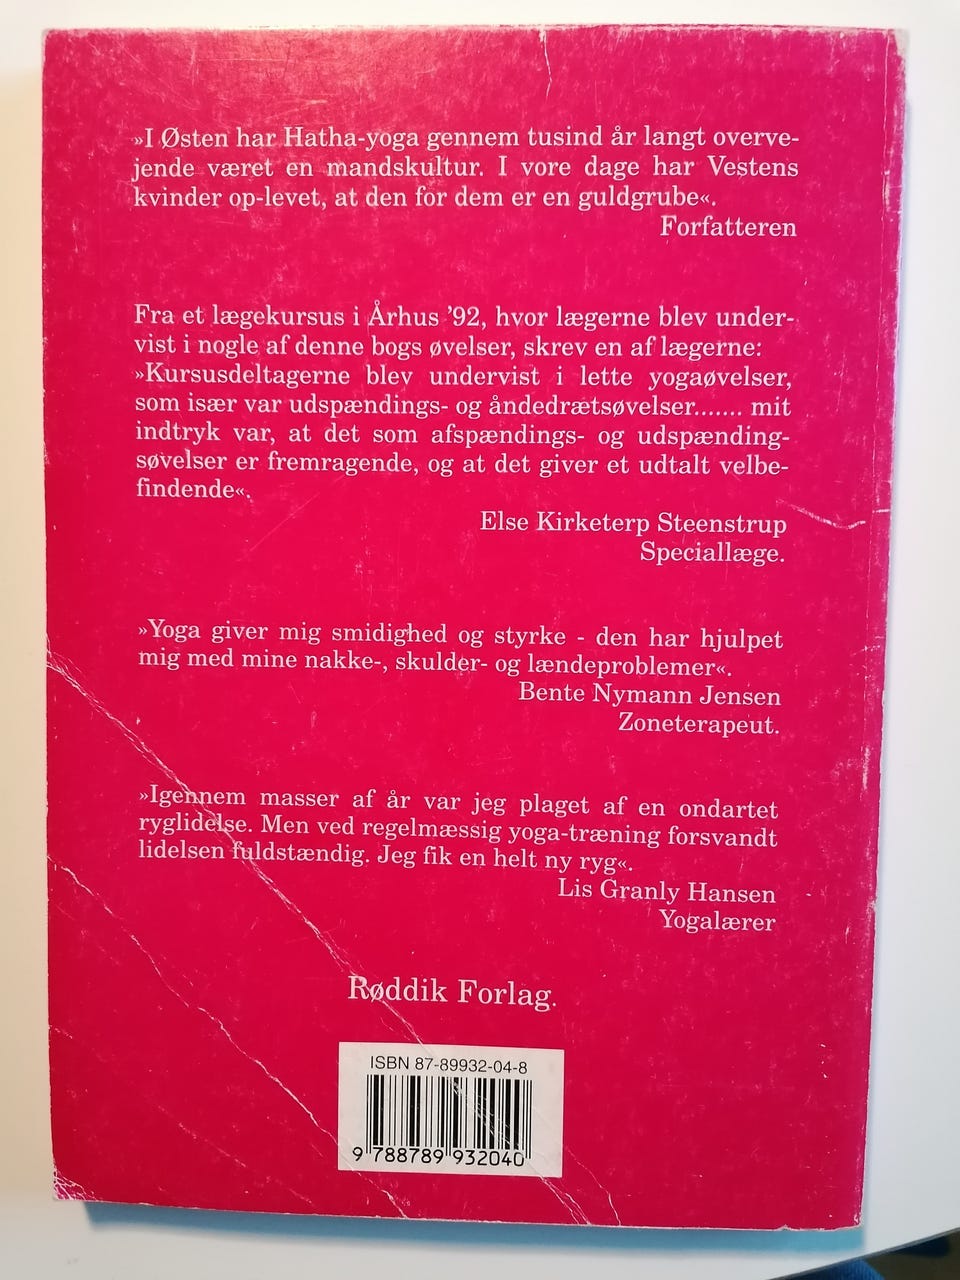 »I Østen har Hatha-yoga gennem tusind år langt overve-
jende været en mandskultur. I vore dage har Vestens
kvinder op-levet, at den for dem er en guldgrube«.
Forfatteren
Fra et lægekursus i Århus '92, hvor lægerne blev under-
vist i nogle af denne bogs øvelser, skrev en af lægerne:
»Kursusdeltagerne blev undervist i lette yogaøvelser,
som især var udspændings- og åndedrætsøvelser....... mit
indtryk var, at det som afspændings- og udspænding-
søvelser er fremragende, og at det giver et udtalt velbe-
findende«.
Else Kirketerp Steenstrup
Speciallæge.
»Yoga giver mig smidighed og styrke - den har hjulpet
mig med mine nakke-, skulder- og lændeproblemer«.
Bente Nymann Jensen
Zoneterapeut.
»Igennem masser af år var jeg plaget af en ondartet
ryglidelse. Men ved regelmæssig yoga-træning forsvandt
lidelsen fuldstændig. Jeg fik en helt ny ryg«.
Lis Granly Hansen
Yogalærer
Røddik Forlag.
ISBN 87-89932-04-8
9 788789 932040